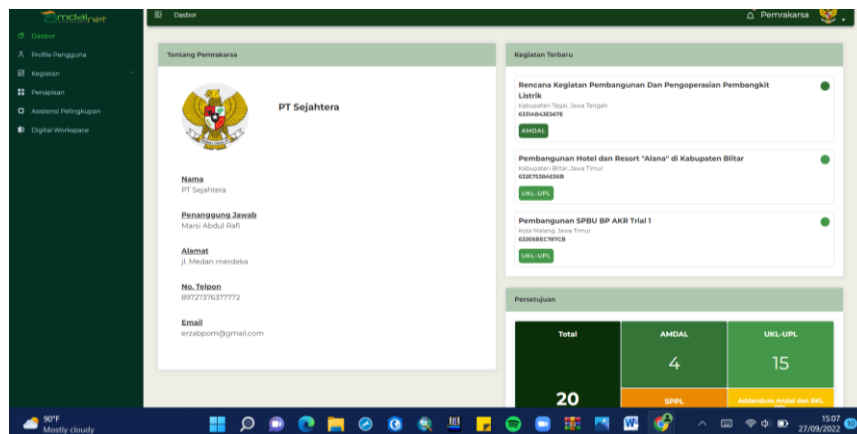 amdalnet
Dasbor
Pemrakarsa
Dasbor
Profile Pengguna
Kegiatan
Penapisan
Asistensi Pelingkupan
Digital Workspace
Tentang Pemrakarsa
PT Sejahtera
Nama
PT Sejahtera
Penanggung Jawab
Marsi Abdul Rafi
Alamat
jl. Medan merdeka
No. Telpon
89727376377772
Email
erzabpom@gmail.com
Kegiatan Terbaru
Rencana Kegiatan Pembangunan Dan Pengoperasian Pembangkit
Listrik
Kabupaten Tegal, Jawa Tengah
6331AB43E567E
AMDAL
Pembangunan Hotel dan Resort "Alana" di Kabupaten Blitar
Kabupaten Blitar, Jawa Timur
632E7538AE56B
UKL-UPL
Pembangunan SPBU BP AKR Trial 1
Kota Malang, Jawa Timur
632E6BEC787CB
UKL-UPL
Persetujuan
Total
20
AMDAL
4
UKL-UPL
15
SPPL
Addendum Andal dan RKL
90°F
Mostly cloudy
15:07
27/09/2022